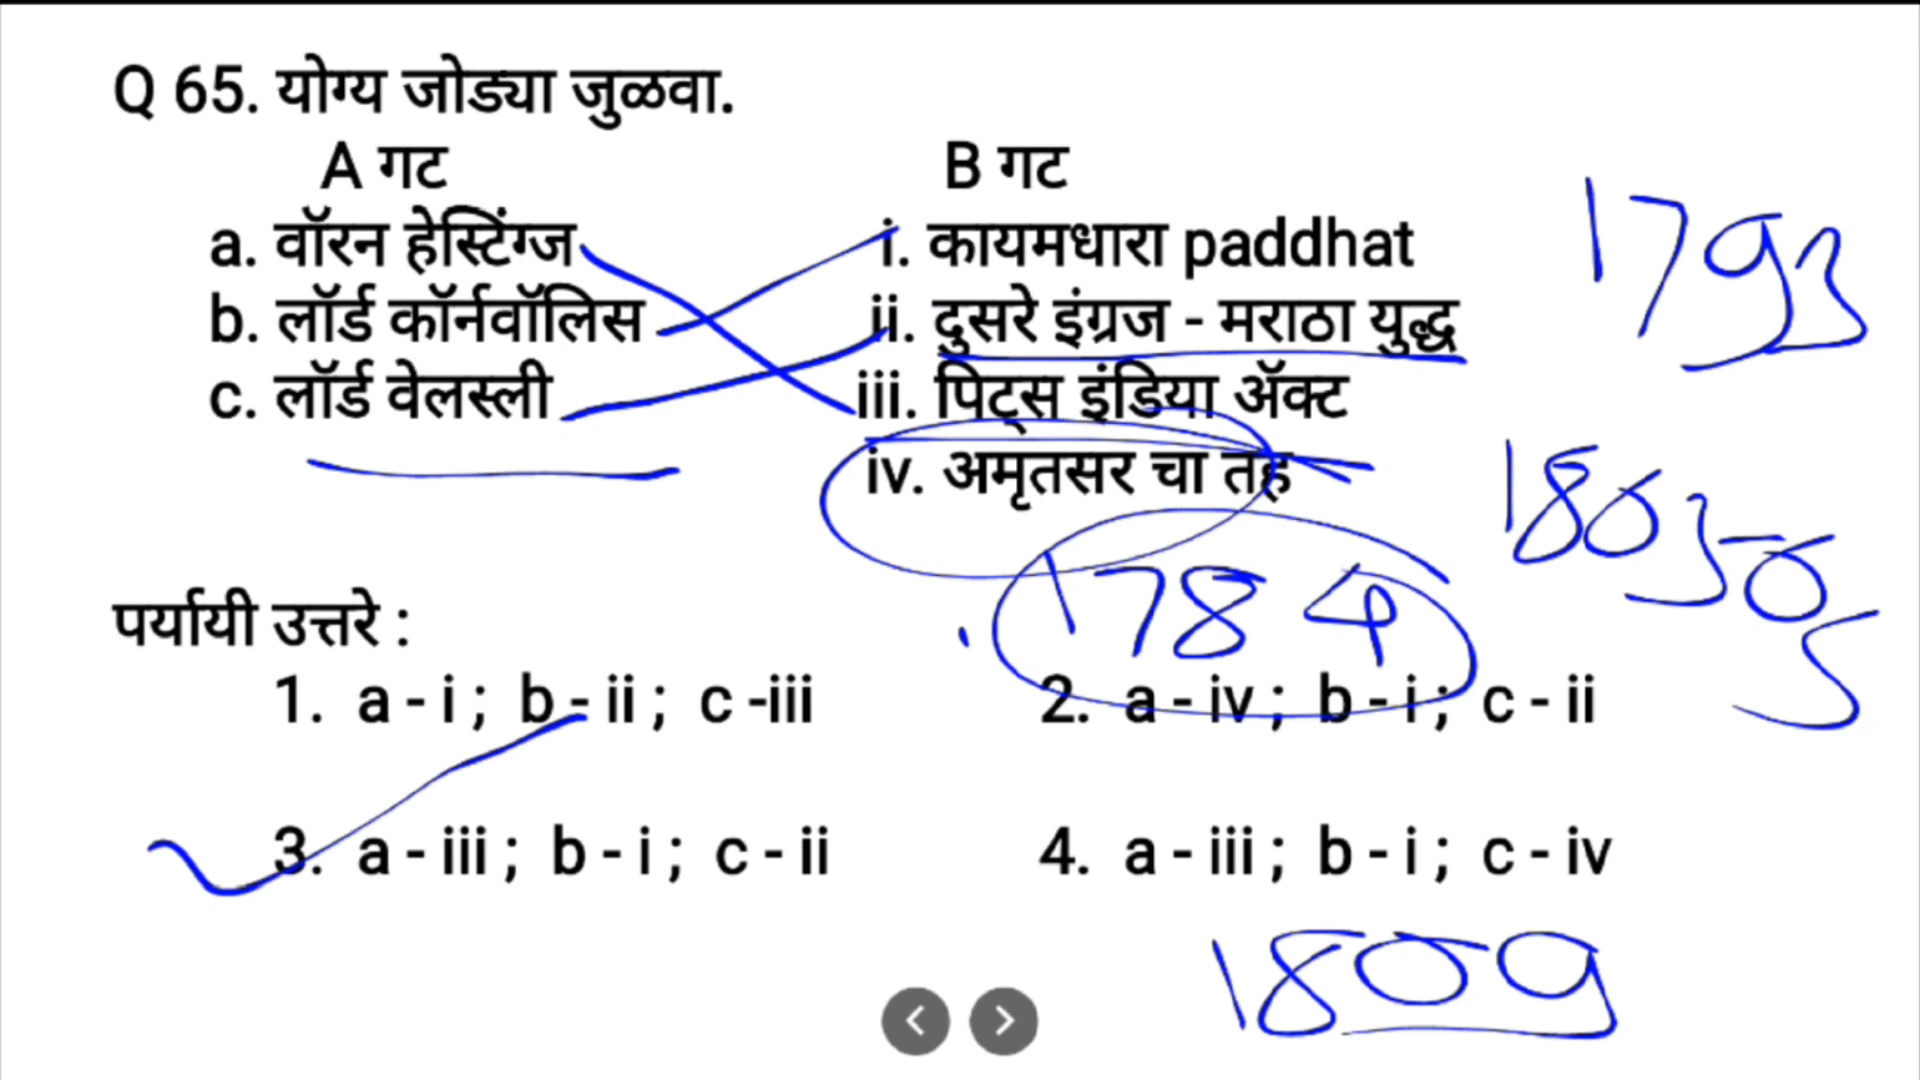 Q 65. योग्य जोड्या जुळवा.
A गट B गट
a. वॉरन हेस्टिंग्ज i. कायमधारा paddhat
b. लॉर्ड कॉर्नवॉलिस ii. दुसरे इंग्रज - मराठा युद्ध
c. लॉर्ड वेलस्ली iii. पिट्स इंडिया ॲक्ट
iv. अमृतसर चा तह
1793
1803-05
1784
पर्यायी उत्तरे :
1. a - i ; b - ii ; c -iii 2. a - iv ; b - i ; c - ii
3. a - iii ; b - i ; c - ii 4. a - iii ; b - i ; c - iv
1809